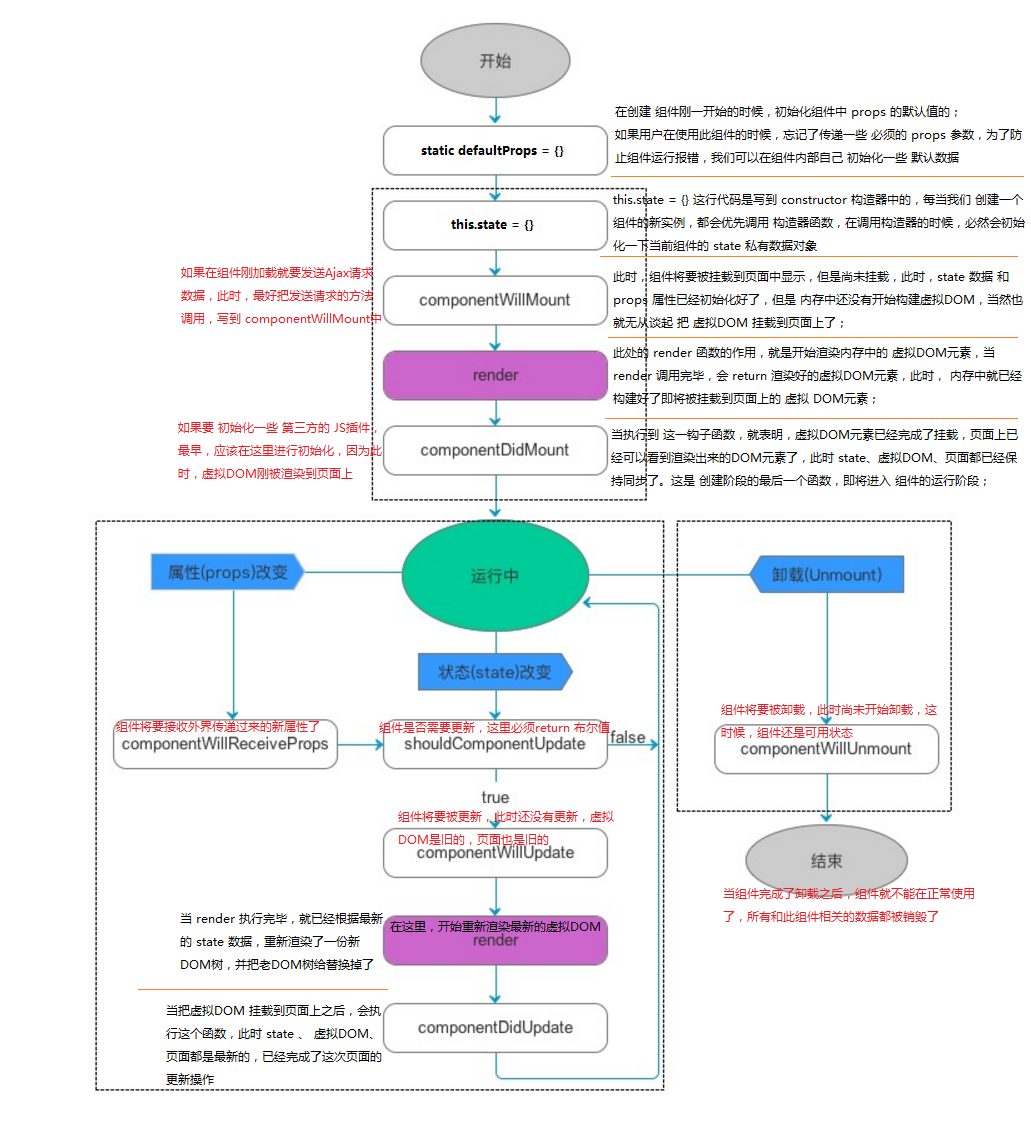 开始
在创建 组件刚一开始的时候，初始化组件中 props 的默认值的；
如果用户在使用此组件的时候，忘记了传递一些 必须的 props 参数，为了防
止组件运行报错，我们可以在组件内部自己 初始化一些 默认数据
static defaultProps = {}
this.state = {} 这行代码是写到 constructor 构造器中的，每当我们 创建一个
组件的新实例，都会优先调用 构造器函数，在调用构造器的时候，必然会初始
化一下当前组件的 state 私有数据对象
this.state = {}
如果在组件刚加载就要发送Ajax请求
数据，此时，最好把发送请求的方法
调用，写到 componentWillMount中
componentWillMount
此时，组件将要被挂载到页面中显示，但是尚未挂载，此时，state 数据 和
props 属性已经初始化好了，但是 内存中还没有开始构建虚拟DOM，当然也
就无从谈起 把 虚拟DOM 挂载到页面上了；
render
此处的 render 函数的作用，就是开始渲染内存中的 虚拟DOM元素，当
render 调用完毕，会 return 渲染好的虚拟DOM元素，此时， 内存中就已经
构建好了即将被挂载到页面上的 虚拟 DOM元素；
如果要 初始化一些 第三方的 JS插件，
最早，应该在这里进行初始化，因为此
时，虚拟DOM刚被渲染到页面上
componentDidMount
当执行到 这一钩子函数，就表明，虚拟DOM元素已经完成了挂载，页面上已
经可以看到渲染出来的DOM元素了，此时 state、虚拟DOM、页面都已经保
持同步了。这是 创建阶段的最后一个函数，即将进入 组件的运行阶段；
属性(props)改变
运行中
卸载(Unmount)
状态(state)改变
组件将要接收外界传递过来的新属性了
componentWillReceiveProps
组件是否需要更新，这里必须return 布尔值
shouldComponentUpdate
false
组件将要被卸载，此时尚未开始卸载，这
时候，组件还是可用状态
componentWillUnmount
true
组件将要被更新，此时还没有更新，虚拟
DOM是旧的，页面也是旧的
componentWillUpdate
结束
当组件完成了卸载之后，组件就不能在正常使用
了，所有和此组件相关的数据都被销毁了
当 render 执行完毕，就已经根据最新
的 state 数据，重新渲染了一份新
DOM树，并把老DOM树给替换掉了
在这里，开始重新渲染最新的虚拟DOM
render
当把虚拟DOM 挂载到页面上之后，会执
行这个函数，此时 state 、 虚拟DOM、
页面都是最新的，已经完成了这次页面的
更新操作
componentDidUpdate